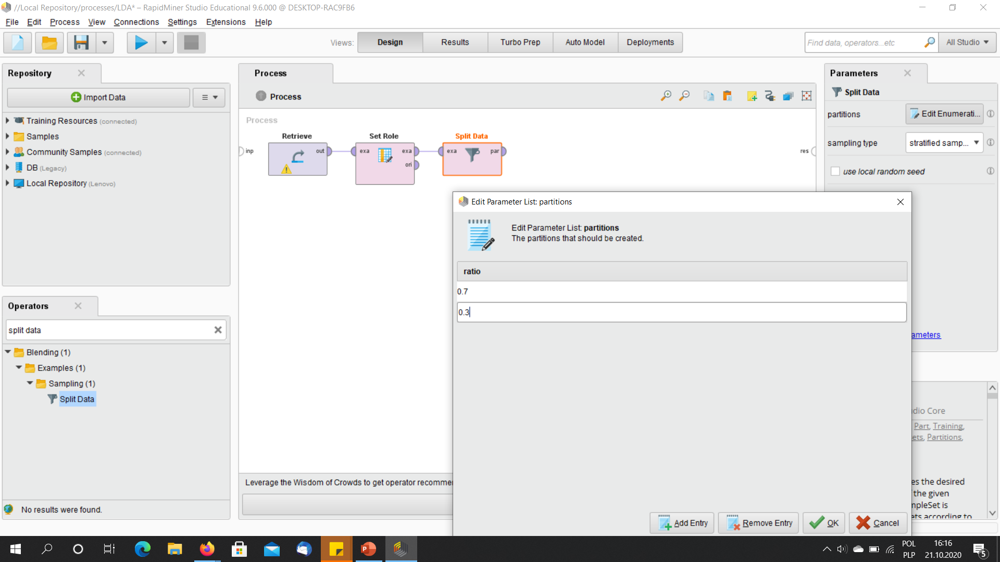 //Local Repository/processes/LDA* – RapidMiner Studio Educational 9.6.000 @ DESKTOP-RAC9FB6
File Edit Process View Connections Settings Extensions Help
Views: Design Results Turbo Prep Auto Model Deployments
Find data, operators...etc
All Studio
Repository
Import Data
Training Resources (connected)
Samples
Community Samples (connected)
DB (Legacy)
Local Repository (Lenovo)
Operators
split data
Blending (1)
Examples (1)
Sampling (1)
Split Data
No results were found.
Process
Process
Process
inp
Retrieve
out
Set Role
exa
exa
ori
Split Data
exa
par
res
Leverage the Wisdom of Crowds to get operator recomme
Parameters
Split Data
partitions
Edit Enumerati...
sampling type
stratified samp...
use local random seed
ameters
dio Core
Part, Training,
ets, Partitions,
es the desired
the given
mpleSet is
ets according to
Edit Parameter List: partitions
Edit Parameter List: partitions
The partitions that should be created.
ratio
0.7
0.3
Add Entry
Remove Entry
OK
Cancel
POL
PLP
16:16
21.10.2020
5